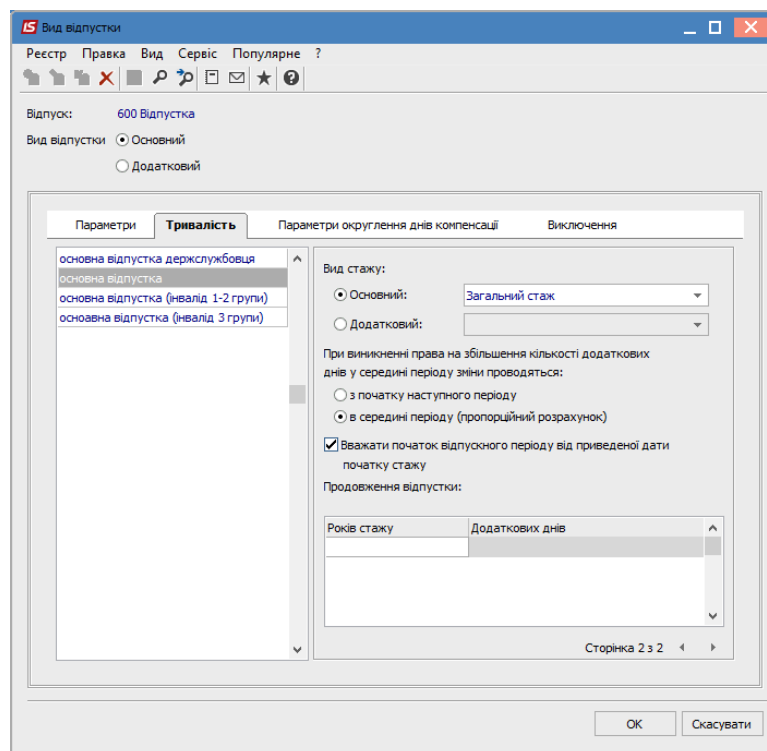 Вид відпустки
Реєстр Правка Вид Сервіс Популярне ?
Відпуск: 600 Відпустка
Вид відпустки Основний
Додатковий
Параметри Тривалість Параметри округлення днів компенсації Виключення
основна відпустка держслужбовця
основна відпустка
основна відпустка (інвалід 1-2 групи)
осноавна відпустка (інвалід 3 групи)
Вид стажу:
Основний: Загальний стаж
Додатковий:
При виникненні права на збільшення кількості додаткових
днів у середині періоду зміни проводяться:
з початку наступного періоду
в середині періоду (пропорційний розрахунок)
Вважати початок відпускного періоду від приведеної дати
початку стажу
Продовження відпустки:
Років стажу Додаткових днів
Сторінка 2 з 2
OK Скасувати